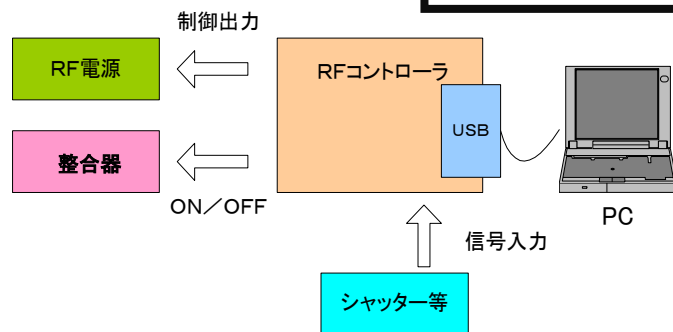 制御出力
RF電源
RFコントローラ
USB
整合器
ON／OFF
PC
信号入力
シャッター等